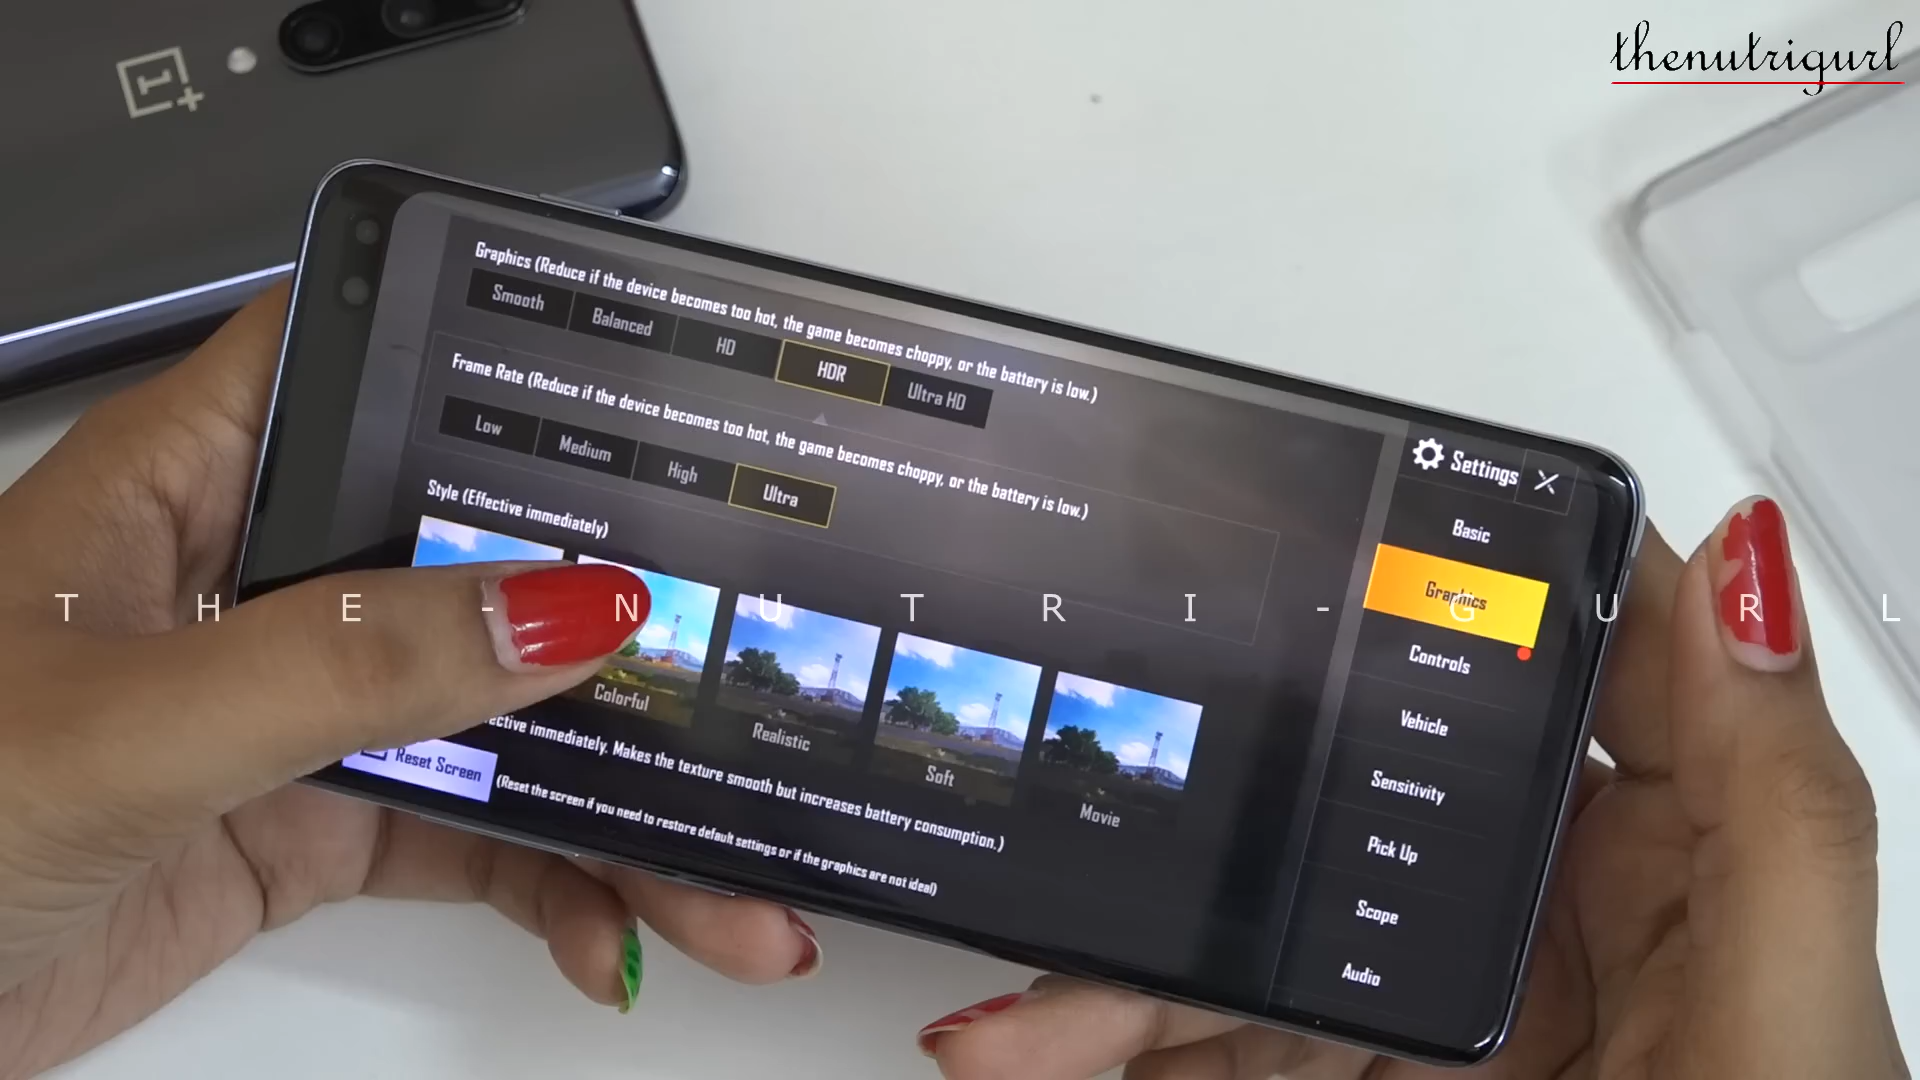 thenutrigurl
Graphics (Reduce if the device becomes too hot, the game becomes choppy, or the battery is low.)
Smooth
Balanced
HD
HDR
Ultra HD
Frame Rate (Reduce if the device becomes too hot, the game becomes choppy, or the battery is low.)
Low
Medium
High
Ultra
Style (Effective immediately)
Colorful
Realistic
Soft
Movie
immediately. Makes the texture smooth but increases battery consumption.)
Reset Screen
(Reset the screen if you need to restore default settings or if the graphics are not ideal)
Settings
Basic
Graphics
Controls
Vehicle
Sensitivity
Pick Up
Scope
Audio
T H E - N U T R I - G U R L